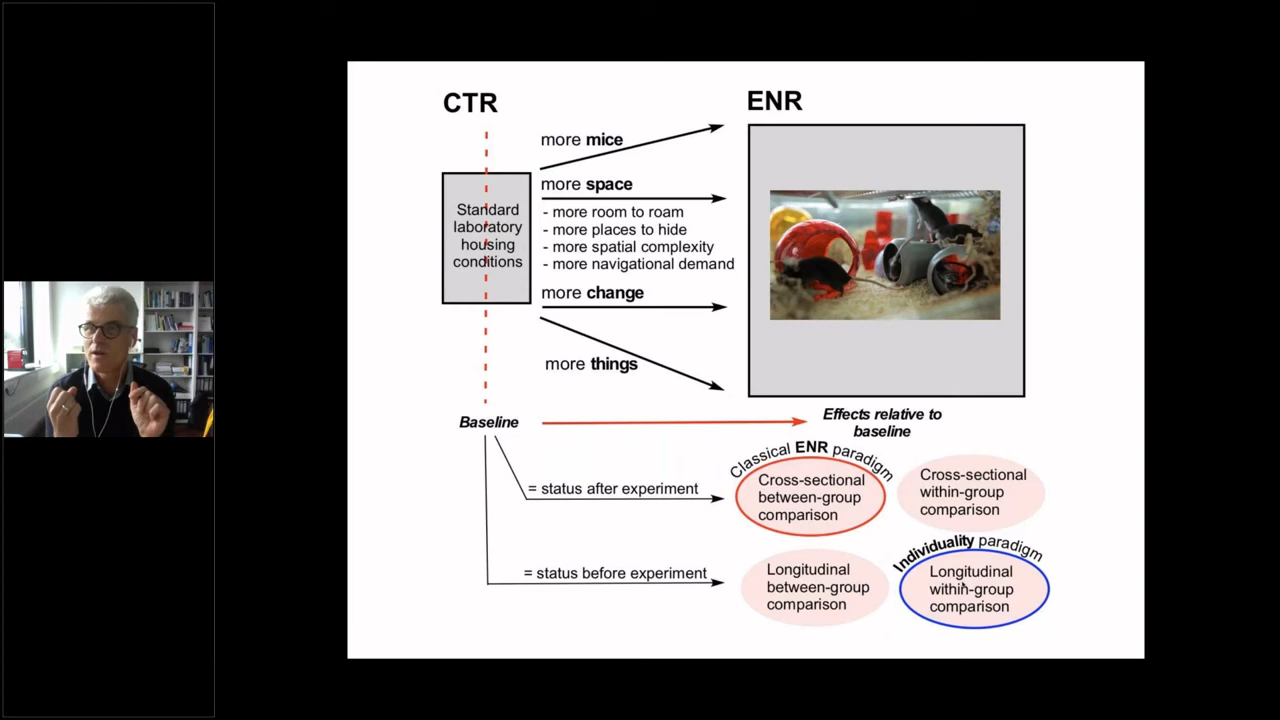 CTR
ENR
more mice
more space
- more room to roam
- more places to hide
- more spatial complexity
- more navigational demand
Standard
laboratory
housing
conditions
more change
more things
Baseline
Effects relative to
baseline
Classical ENR paradigm
= status after experiment
Cross-sectional
between-group
comparison
Cross-sectional
within-group
comparison
Individuality paradigm
= status before experiment
Longitudinal
between-group
comparison
Longitudinal
within-group
comparison